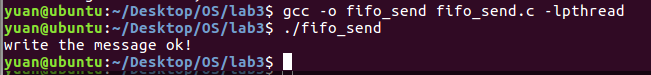 yuan@ubuntu:~/Desktop/OS/lab3$ gcc -o fifo_send fifo_send.c -lpthread
yuan@ubuntu:~/Desktop/OS/lab3$ ./fifo_send
write the message ok!
yuan@ubuntu:~/Desktop/OS/lab3$